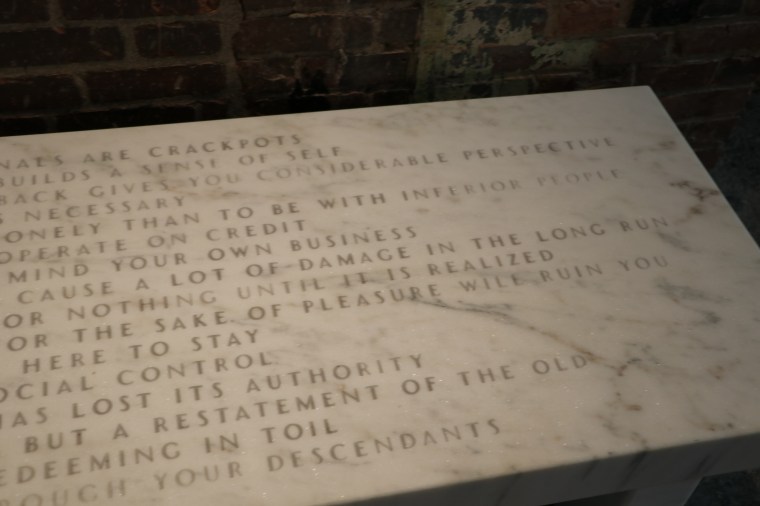 NALS ARE CRACKPOTS
BUILDS A SENSE OF SELF
BACK GIVES YOU CONSIDERABLE PERSPECTIVE
S NECESSARY
ONELY THAN TO BE WITH INFERIOR PEOPLE
OPERATE ON CREDIT
MIND YOUR OWN BUSINESS
CAUSE A LOT OF DAMAGE IN THE LONG RUN
OR NOTHING UNTIL IT IS REALIZED
OR THE SAKE OF PLEASURE WILL RUIN YOU
HERE TO STAY
OCIAL CONTROL
HAS LOST ITS AUTHORITY
BUT A RESTATEMENT OF THE OLD
EDEEMING IN TOIL
ROUGH YOUR DESCENDANTS